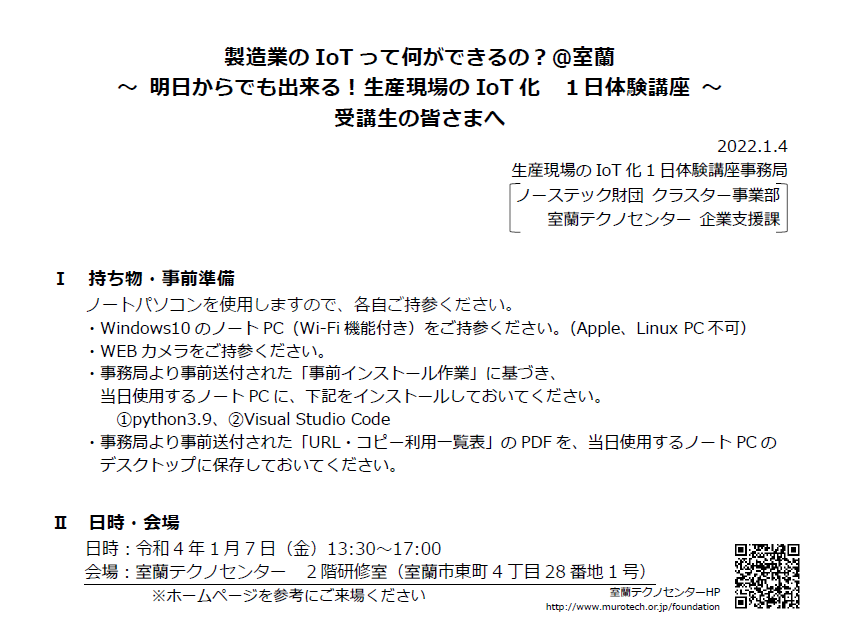 製造業の IoT って何ができるの？＠室蘭
～ 明日からでも出来る！生産現場の IoT 化　１日体験講座 ～
受講生の皆さまへ
2022.1.4
生産現場の IoT 化１日体験講座事務局
ノーステック財団 クラスター事業部
室蘭テクノセンター 企業支援課
Ⅰ　持ち物・事前準備
ノートパソコンを使用しますので、各自ご持参ください。
・Windows10 のノート PC（Wi-Fi 機能付き）をご持参ください。（Apple、Linux PC 不可）
・WEB カメラをご持参ください。
・事務局より事前送付された「事前インストール作業」に基づき、
当日使用するノート PC に、下記をインストールしておいてください。
①python3.9、②Visual Studio Code
・事務局より事前送付された「URL・コピー利用一覧表」の PDF を、当日使用するノート PC の
デスクトップに保存しておいてください。
Ⅱ　日時・会場
日時：令和４年１月７日（金）13:30～17:00
会場：室蘭テクノセンター　２階研修室（室蘭市東町４丁目 28 番地１号）
※ホームページを参考にご来場ください
室蘭テクノセンターHP
http://www.murotech.or.jp/foundation